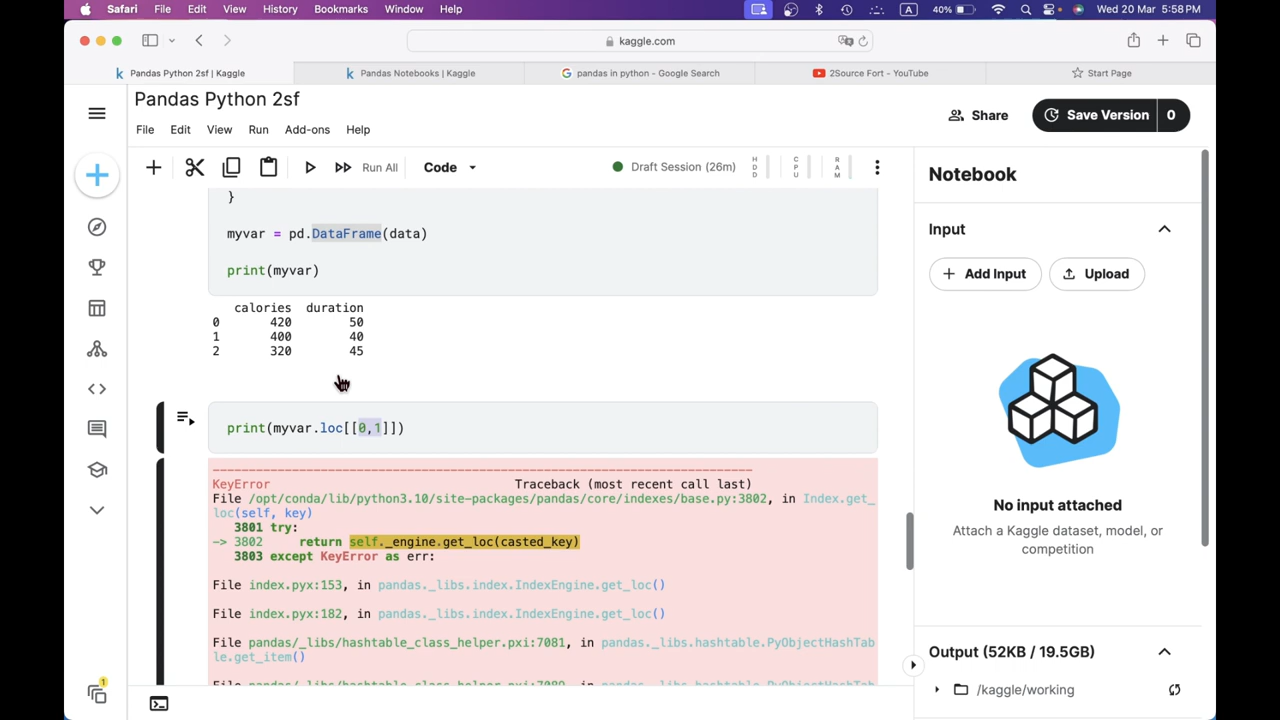 Safari File Edit View History Bookmarks Window Help A 40% Wed 20 Mar 5:58 PM
kaggle.com
Pandas Python 2sf | Kaggle Pandas Notebooks | Kaggle pandas in python - Google Search 2Source Fort - YouTube Start Page
Pandas Python 2sf
File Edit View Run Add-ons Help
Share
Save Version 0
Run All Code Draft Session (26m) HDD CPU RAM
}
myvar = pd.DataFrame(data)
print(myvar)
calories duration
0 420 50
1 400 40
2 320 45
print(myvar.loc[[0,1]])
KeyError Traceback (most recent call last)
File /opt/conda/lib/python3.10/site-packages/pandas/core/indexes/base.py:3802, in Index.get_
loc(self, key)
3801 try:
-> 3802 return self._engine.get_loc(casted_key)
3803 except KeyError as err:
File index.pyx:153, in pandas._libs.index.IndexEngine.get_loc()
File index.pyx:182, in pandas._libs.index.IndexEngine.get_loc()
File pandas/_libs/hashtable_class_helper.pxi:7081, in pandas._libs.hashtable.PyObjectHashTab
le.get_item()
Notebook
Input
Add Input Upload
No input attached
Attach a Kaggle dataset, model, or
competition
Output (52KB / 19.5GB)
/kaggle/working
1